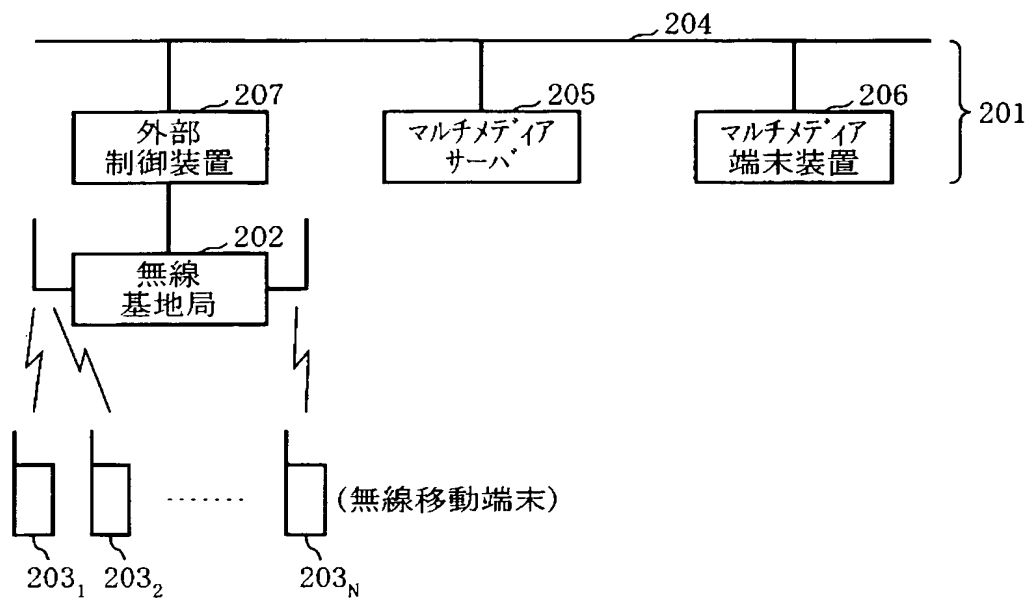 204
207
205
206
201
外部
制御装置
マルチメディア
サーバ
マルチメディア
端末装置
202
無線
基地局
(無線移動端末)
203₁
203₂
203N